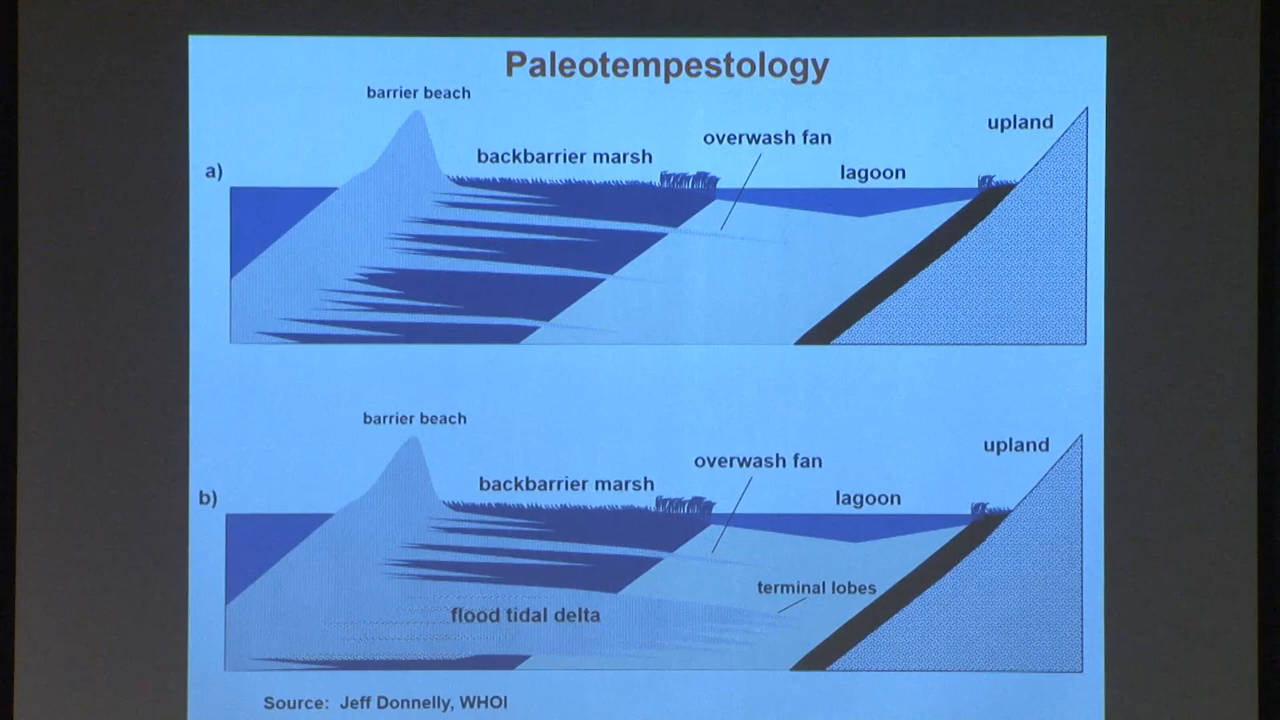 Paleotempestology
barrier beach
upland
overwash fan
backbarrier marsh
a)
lagoon
barrier beach
upland
overwash fan
backbarrier marsh
b)
lagoon
terminal lobes
flood tidal delta
Source: Jeff Donnelly, WHOI